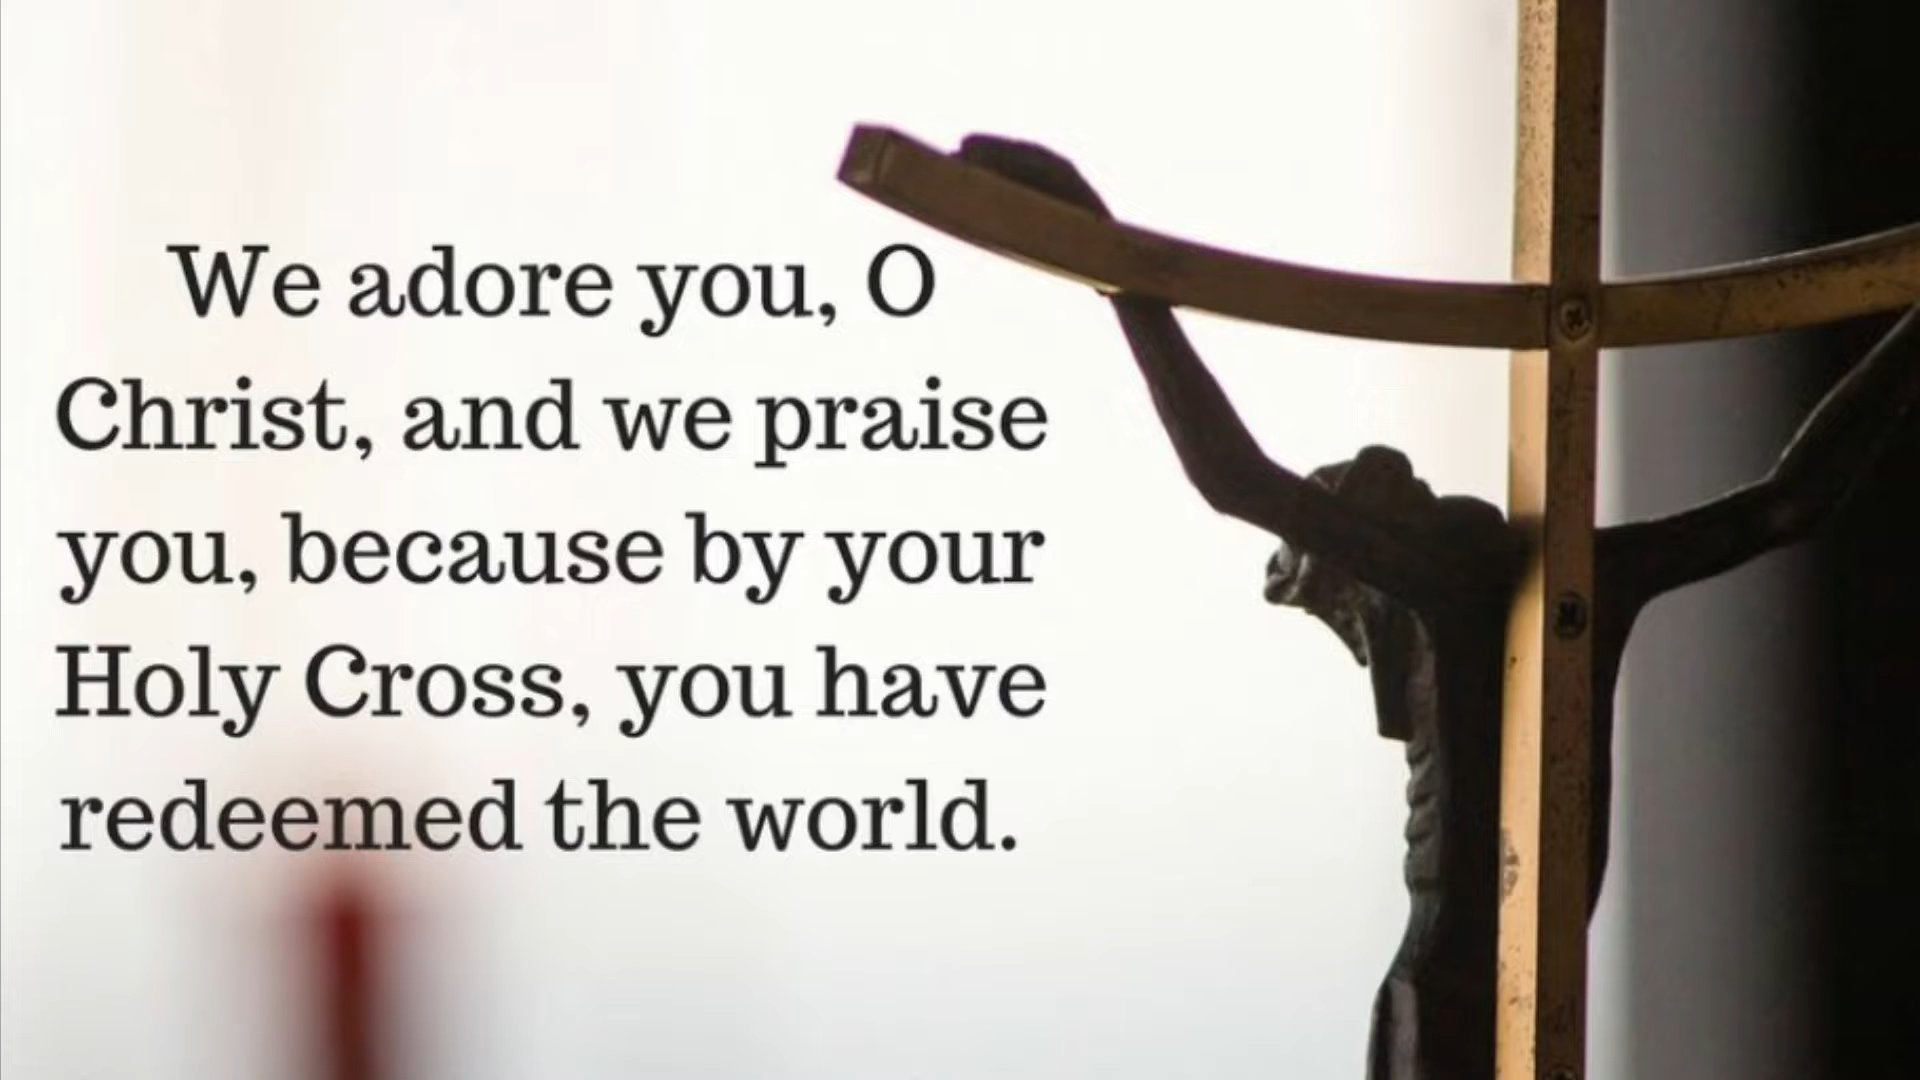 We adore you, O
Christ, and we praise
you, because by your
Holy Cross, you have
redeemed the world.